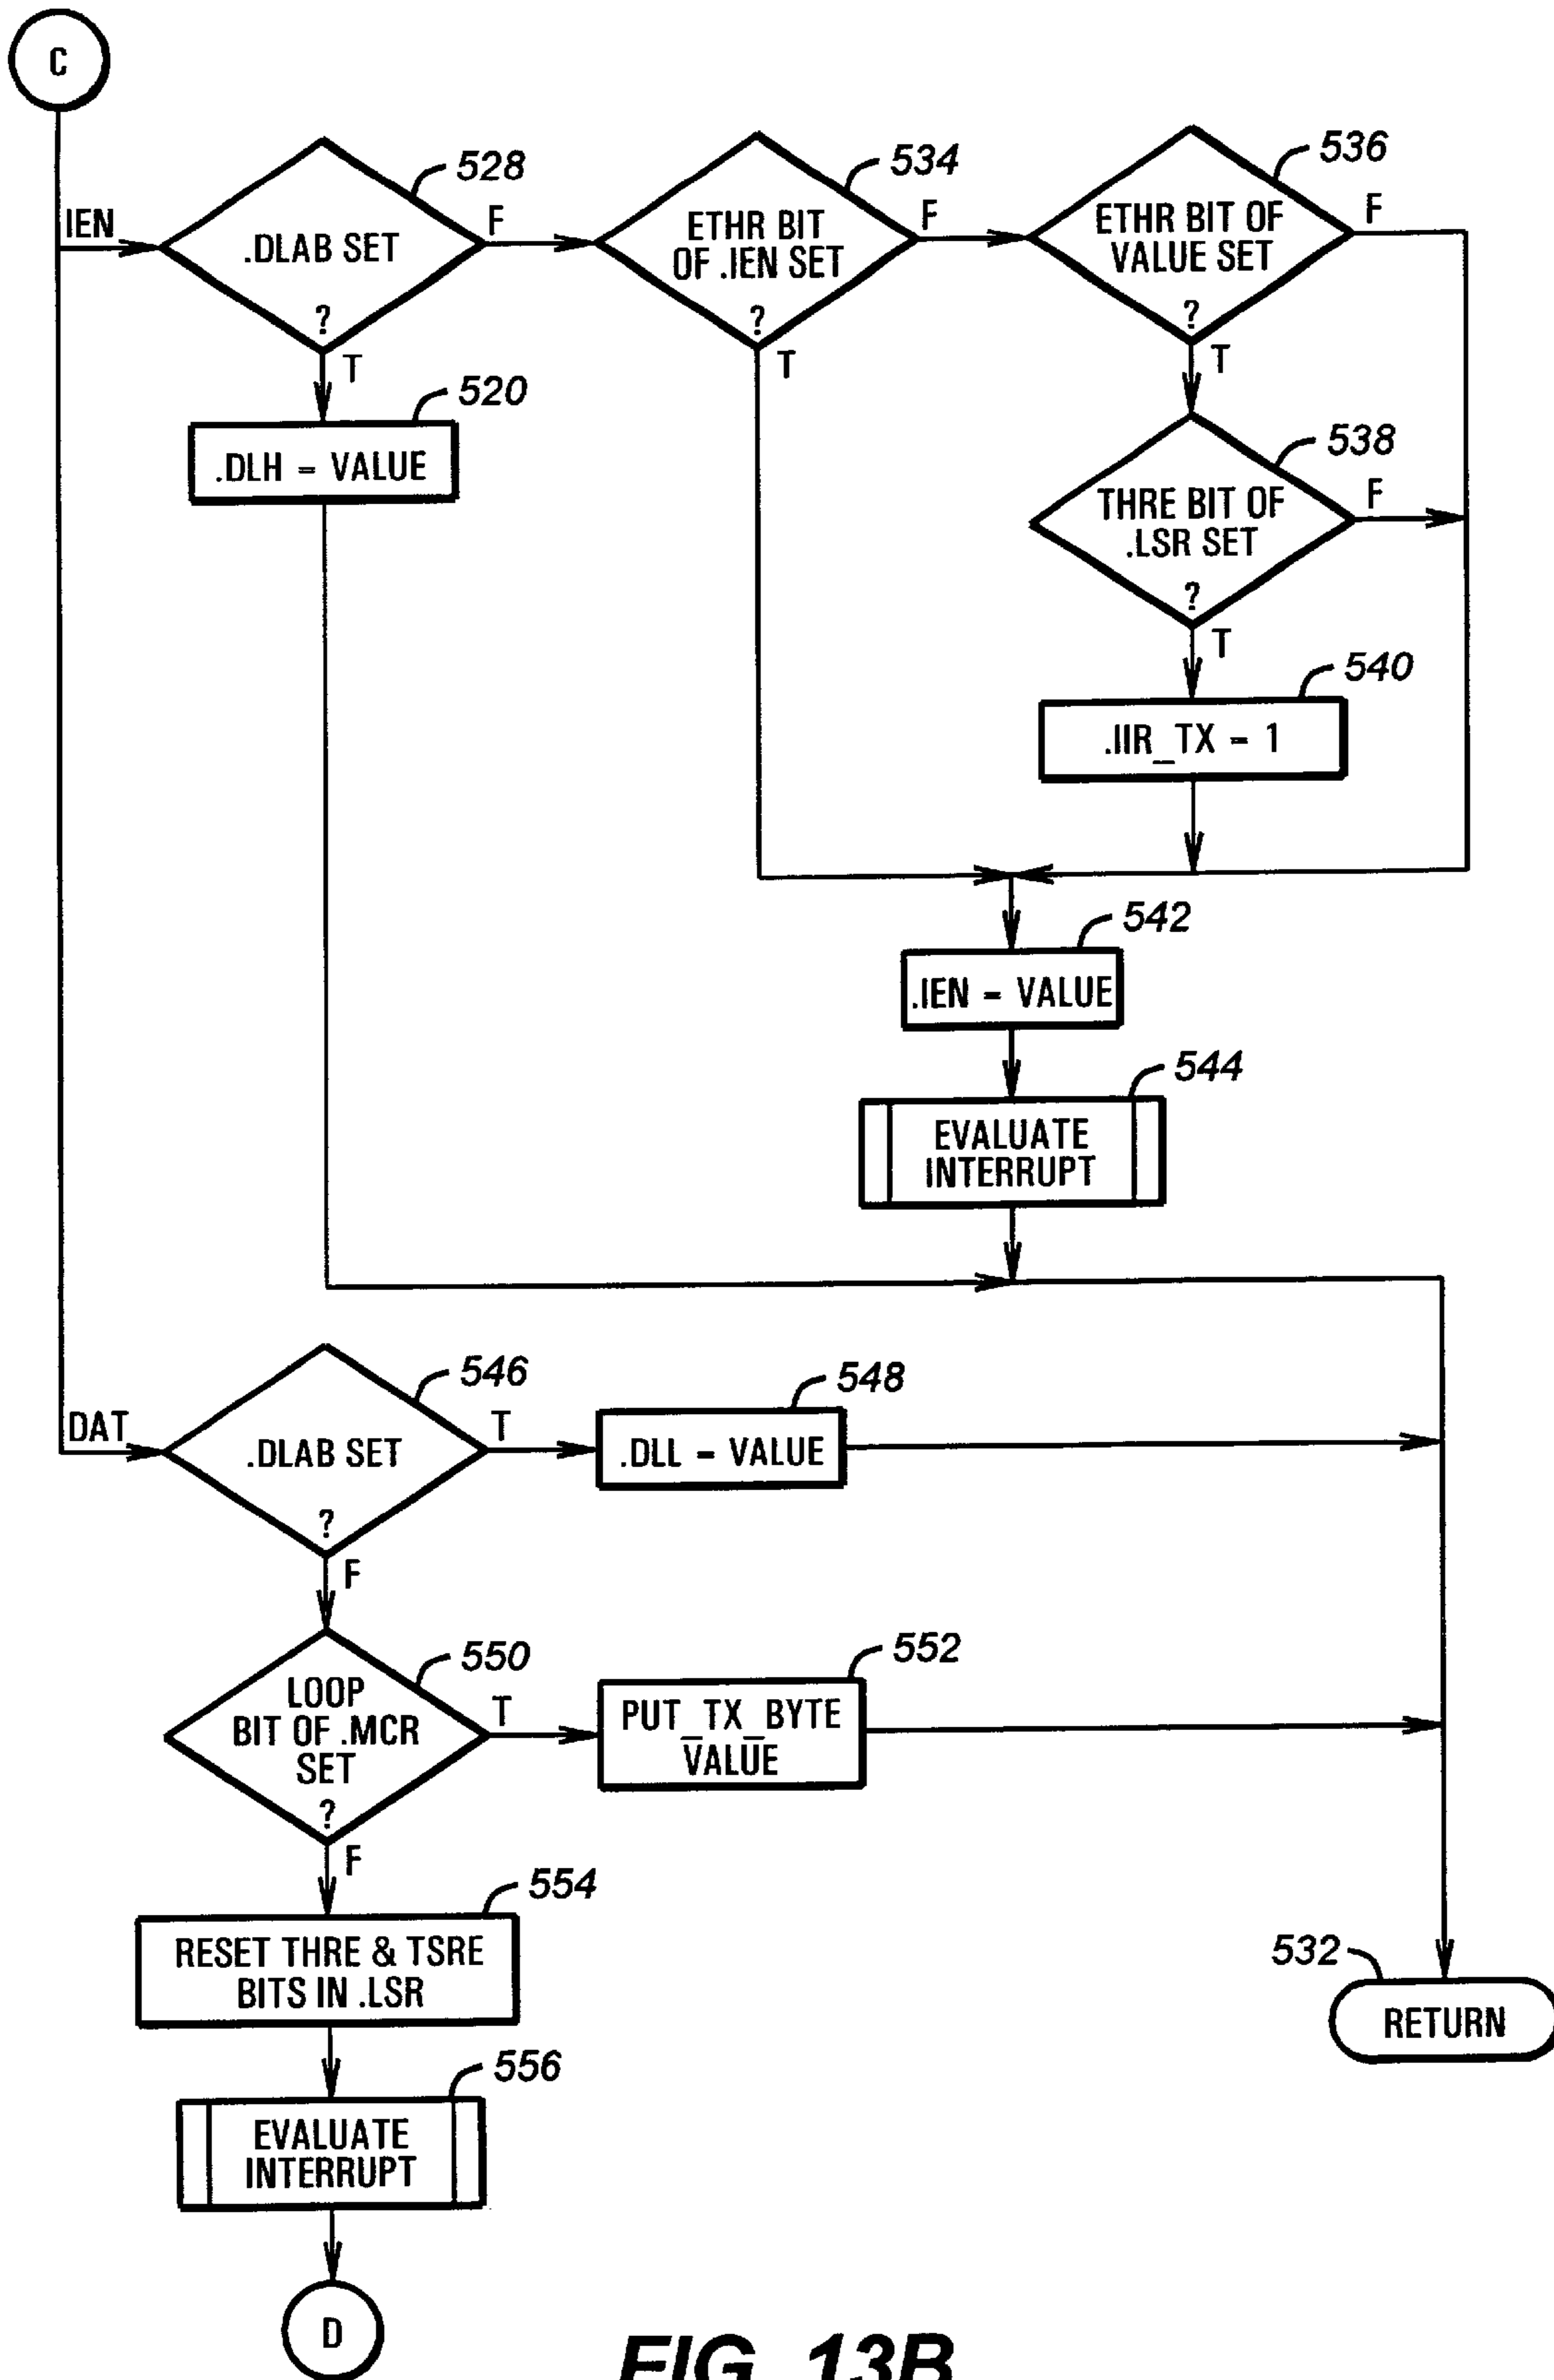 C
IEN
528
.DLAB SET
?
F
T
534
ETHR BIT
OF .IEN SET
?
F
T
536
ETHR BIT OF
VALUE SET
?
F
T
520
.DLH = VALUE
538
THRE BIT OF
.LSR SET
?
F
T
540
.IIR_TX = 1
542
.IEN = VALUE
544
EVALUATE
INTERRUPT
DAT
546
.DLAB SET
?
T
F
548
.DLL = VALUE
550
LOOP
BIT OF .MCR
SET
?
T
F
552
PUT_TX_BYTE
VALUE
554
RESET THRE & TSRE
BITS IN .LSR
532
RETURN
556
EVALUATE
INTERRUPT
D
FIG. 13B